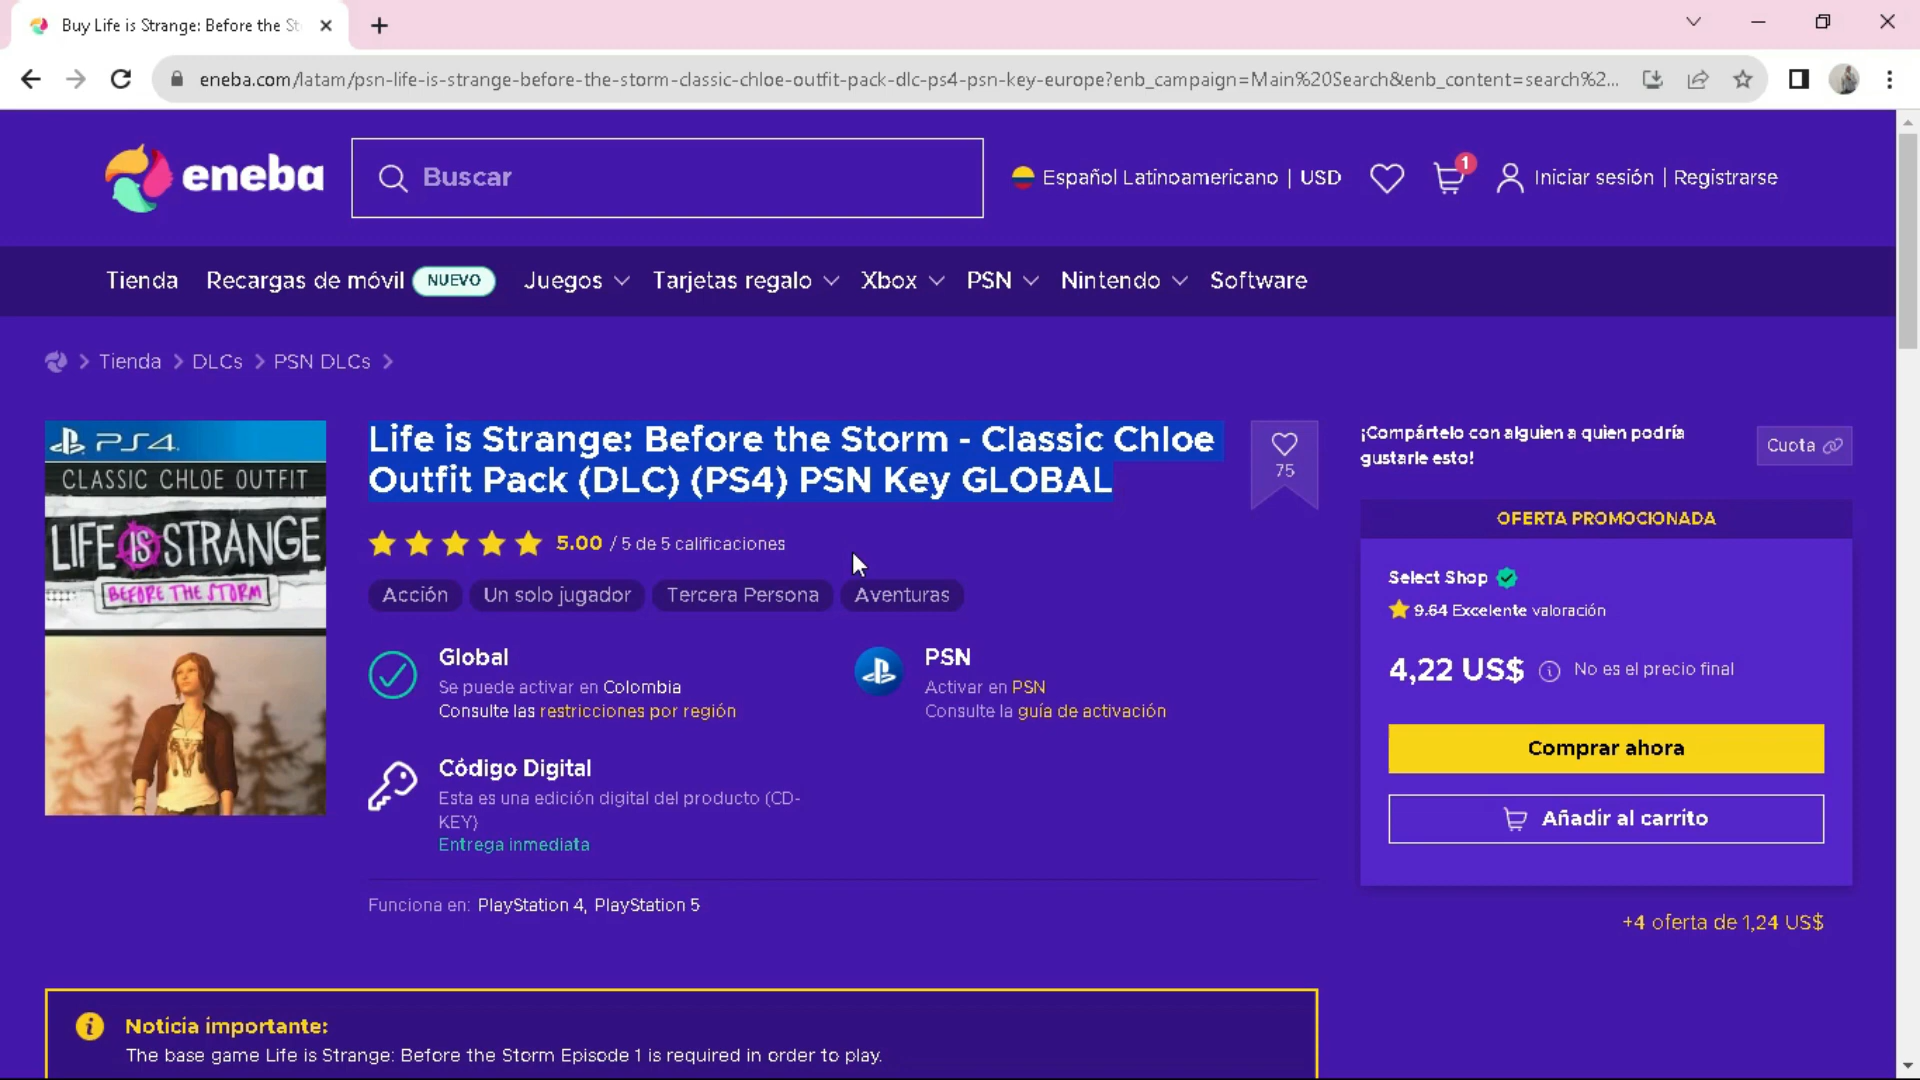 Buy Life is Strange: Before the St
eneba.com/latam/psn-life-is-strange-before-the-storm-classic-chloe-outfit-pack-dlc-ps4-psn-key-europe?enb_campaign=Main%20Search&enb_content=search%2...
eneba
Buscar
Español Latinoamericano | USD
1
Iniciar sesión | Registrarse
Tienda
Recargas de móvil
NUEVO
Juegos
Tarjetas regalo
Xbox
PSN
Nintendo
Software
Tienda
DLCs
PSN DLCs
PS4
CLASSIC CHLOE OUTFIT
LIFE IS STRANGE
BEFORE THE STORM
Life is Strange: Before the Storm - Classic Chloe
Outfit Pack (DLC) (PS4) PSN Key GLOBAL
75
5.00 / 5 de 5 calificaciones
Acción
Un solo jugador
Tercera Persona
Aventuras
Global
Se puede activar en Colombia
Consulte las restricciones por región
PSN
Activar en PSN
Consulte la guía de activación
Código Digital
Esta es una edición digital del producto (CD-
KEY)
Entrega inmediata
Funciona en: PlayStation 4, PlayStation 5
¡Compártelo con alguien a quien podría
gustarle esto!
Cuota
OFERTA PROMOCIONADA
Select Shop
9.64 Excelente valoración
4,22 US$
No es el precio final
Comprar ahora
Añadir al carrito
+4 oferta de 1,24 US$
Noticia importante:
The base game Life is Strange: Before the Storm Episode 1 is required in order to play.